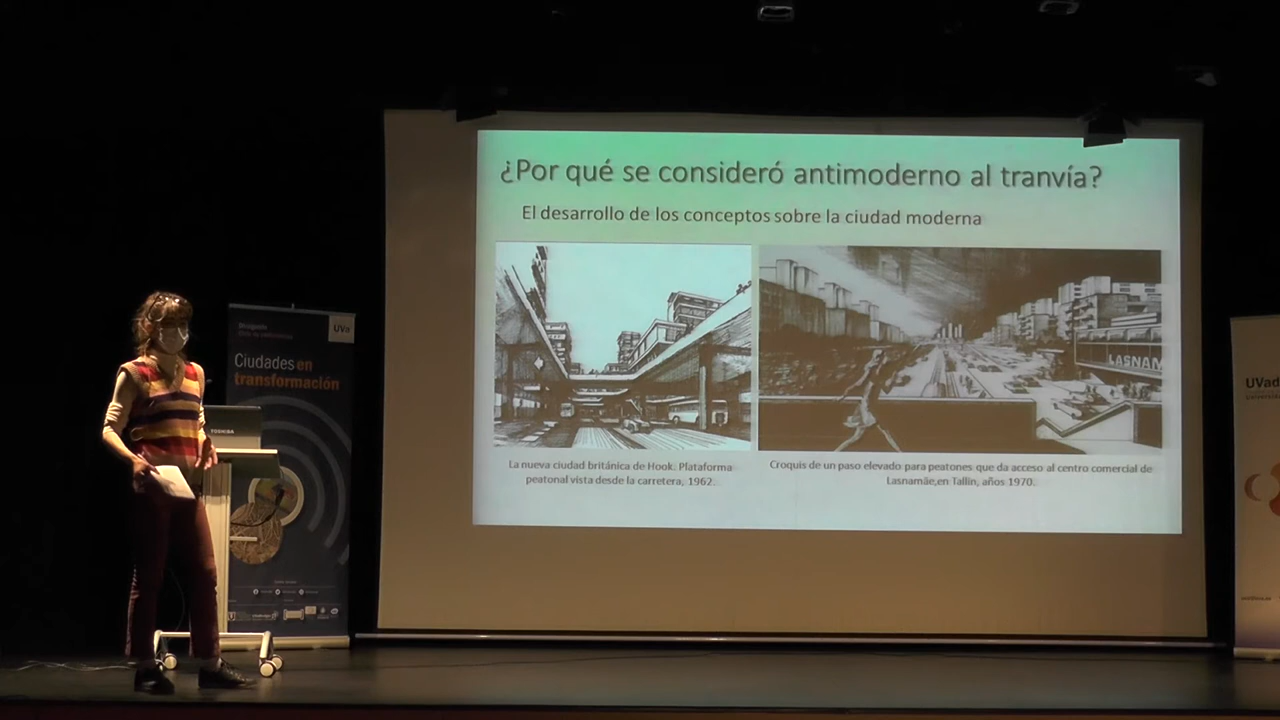 ¿Por qué se consideró antimoderno al tranvía?
El desarrollo de los conceptos sobre la ciudad moderna
LASNAM
La nueva ciudad británica de Hook. Plataforma
peatonal vista desde la carretera, 1962.
Croquis de un paso elevado para peatones que da acceso al centro comercial de
Lasnamäe,en Tallin, años 1970.
UVa
Ciudades en
transformación
TOSHIBA
UVad